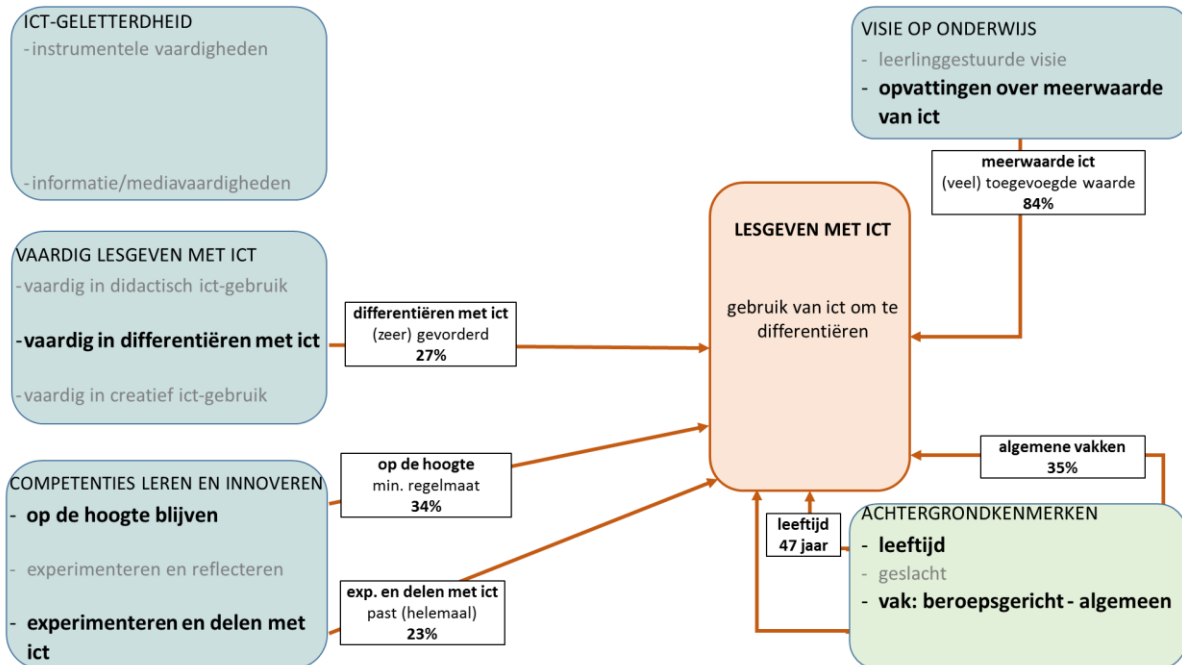 ICT-GELETTERDHEID
-instrumentele vaardigheden
-informatie/mediavaardigheden
VISIE OP ONDERWIJS
- leerlinggestuurde visie
- opvattingen over meerwaarde
van ict
meerwaarde ict
(veel) toegevoegde waarde
84%
LESGEVEN MET ICT
gebruik van ict om te
differentiëren
VAARDIG LESGEVEN MET ICT
-vaardig in didactisch ict-gebruik
-vaardig in differentiëren met ict
-vaardig in creatief ict-gebruik
differentiëren met ict
(zeer) gevorderd
27%
COMPETENTIES LEREN EN INNOVEREN
- op de hoogte blijven
- experimenteren en reflecteren
- experimenteren en delen met
ict
op de hoogte
min. regelmaat
34%
exp. en delen met ict
past (helemaal)
23%
algemene vakken
35%
leeftijd
47 jaar
ACHTERGRONDKENMERKEN
- leeftijd
- geslacht
- vak: beroepsgericht - algemeen